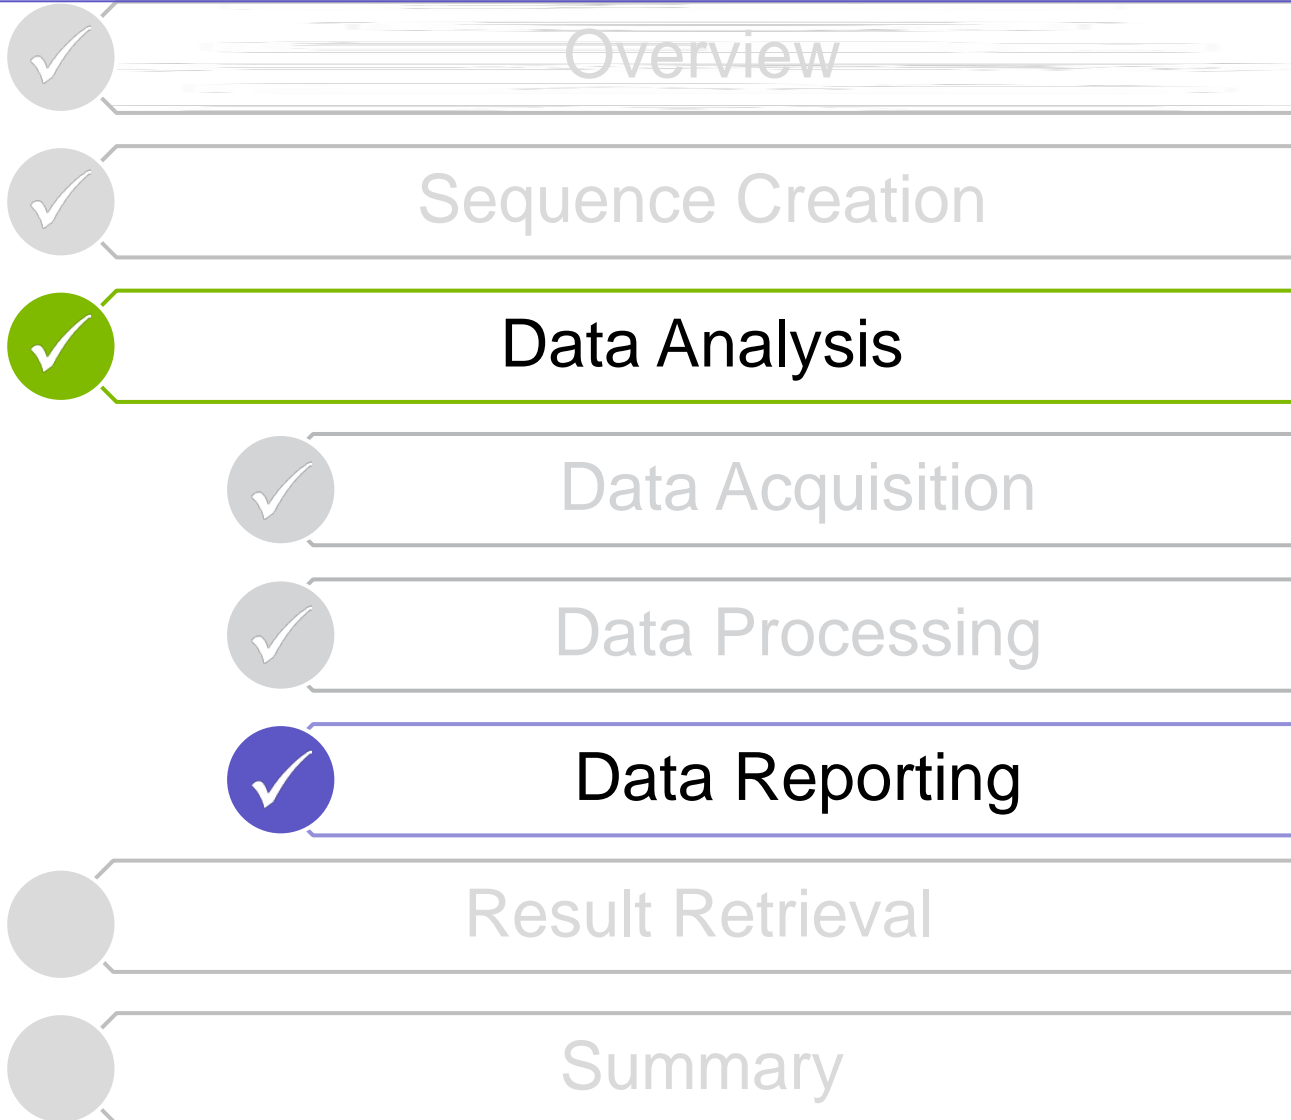 Overview
Sequence Creation
Data Analysis
Data Acquisition
Data Processing
Data Reporting
Result Retrieval
Summary